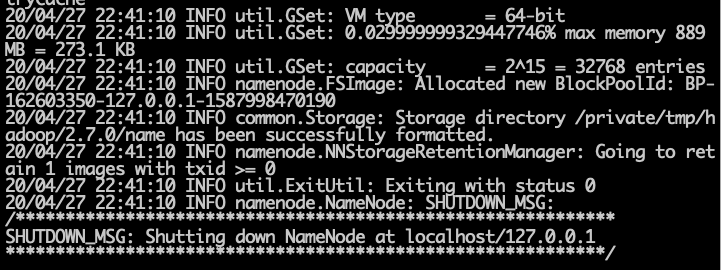 trycache
20/04/27 22:41:10 INFO util.GSet: VM type       = 64-bit
20/04/27 22:41:10 INFO util.GSet: 0.029999999329447746% max memory 889
MB = 273.1 KB
20/04/27 22:41:10 INFO util.GSet: capacity      = 2^15 = 32768 entries
20/04/27 22:41:10 INFO namenode.FSImage: Allocated new BlockPoolId: BP-
162603350-127.0.0.1-1587998470190
20/04/27 22:41:10 INFO common.Storage: Storage directory /private/tmp/h
adoop/2.7.0/name has been successfully formatted.
20/04/27 22:41:10 INFO namenode.NNStorageRetentionManager: Going to ret
ain 1 images with txid >= 0
20/04/27 22:41:10 INFO util.ExitUtil: Exiting with status 0
20/04/27 22:41:10 INFO namenode.NameNode: SHUTDOWN_MSG:
/************************************************************
SHUTDOWN_MSG: Shutting down NameNode at localhost/127.0.0.1
************************************************************/